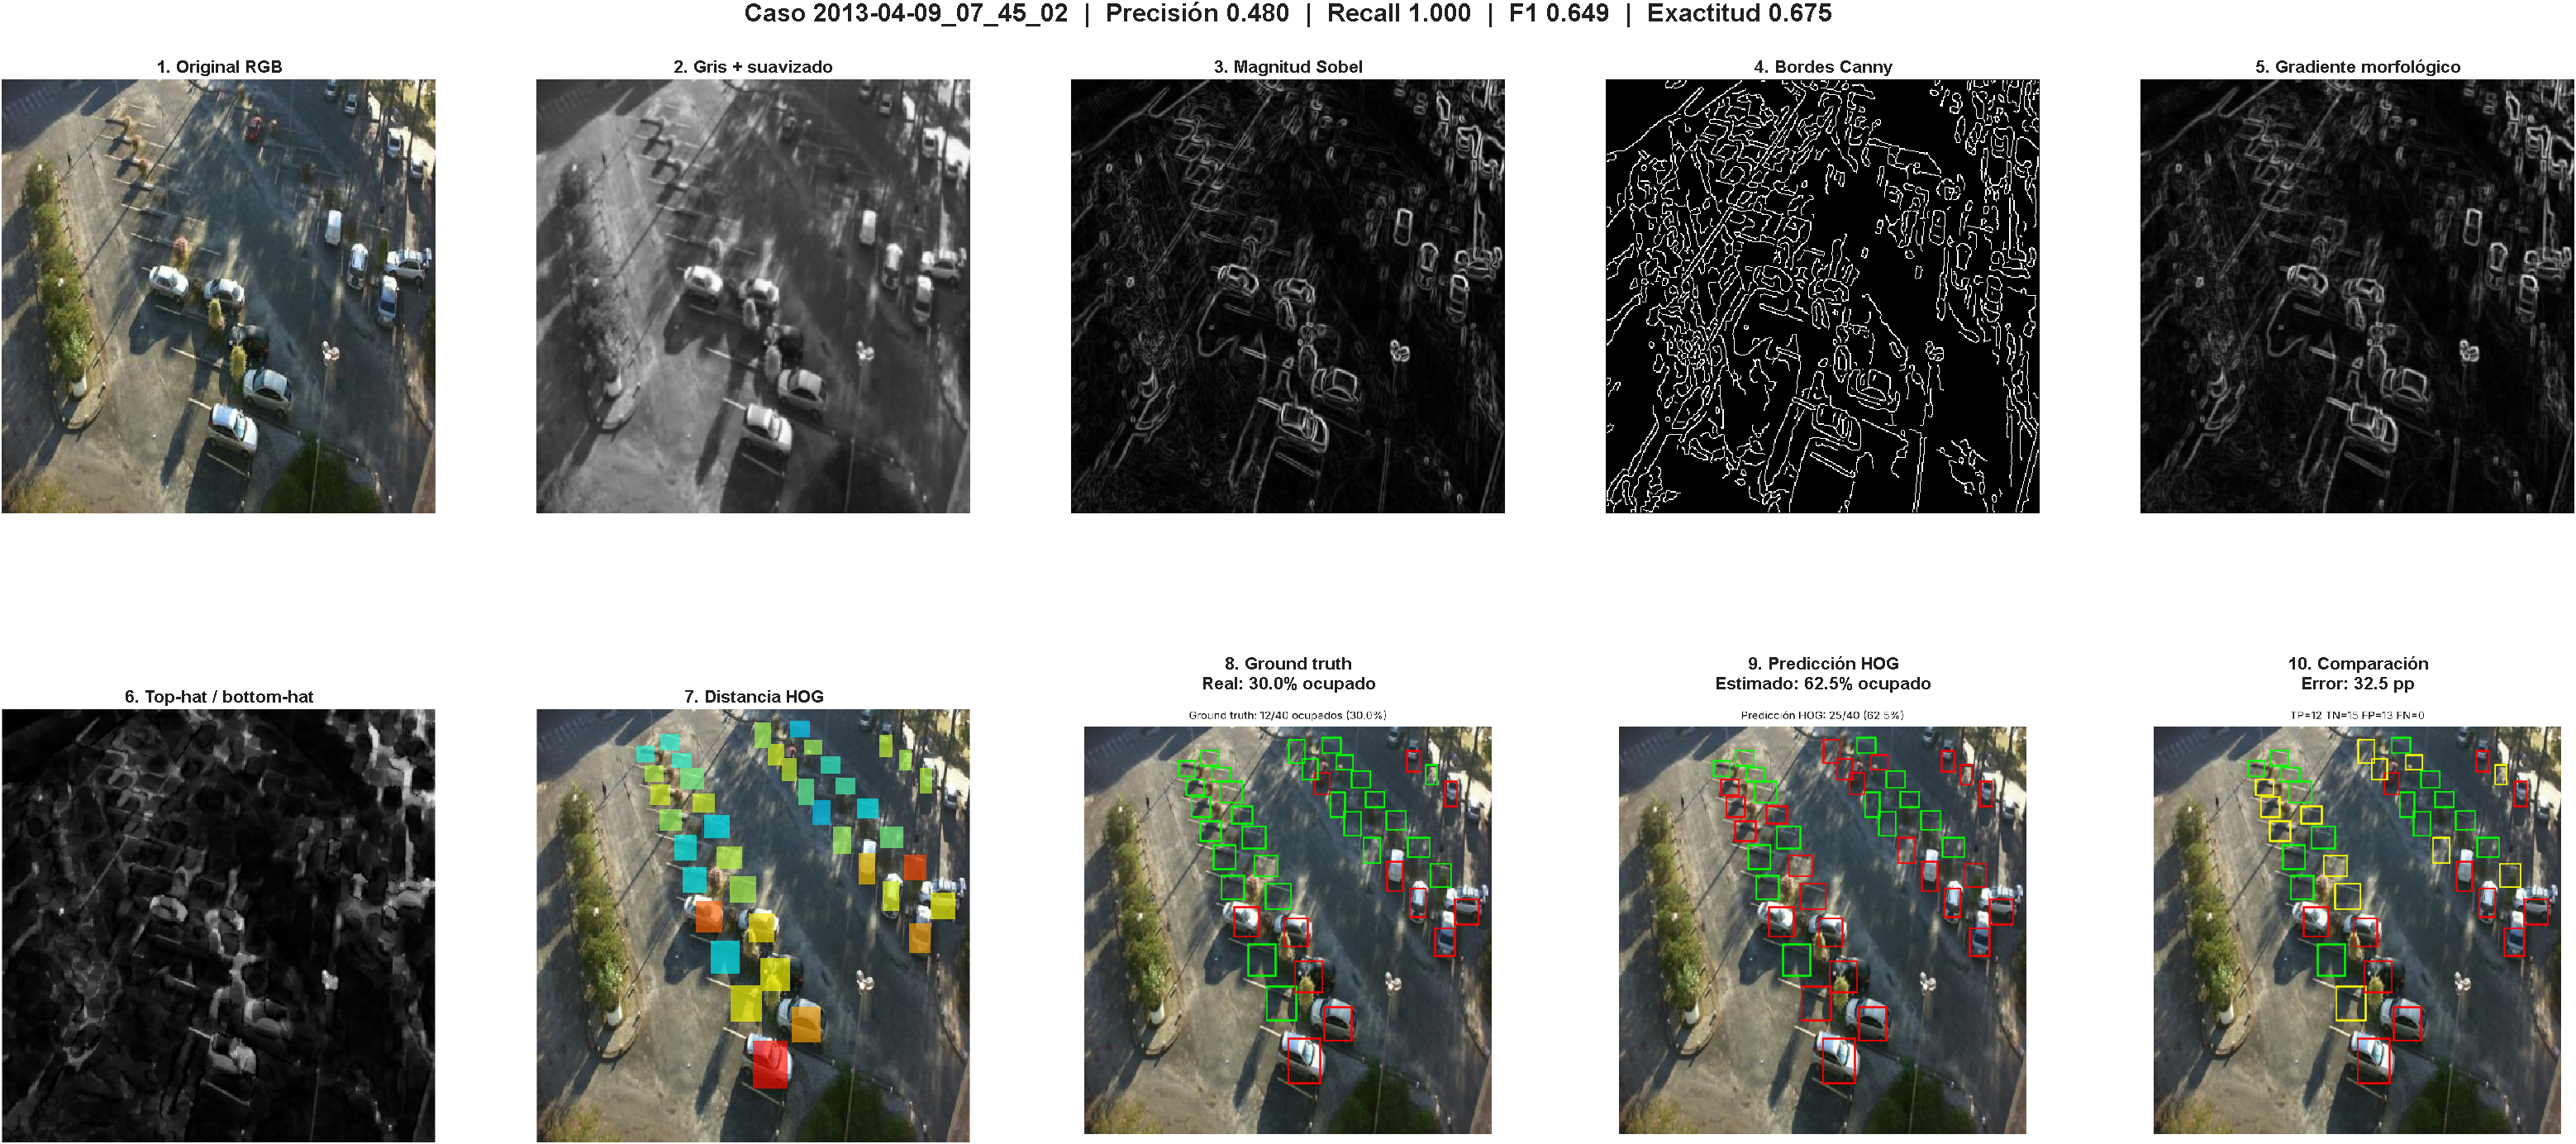 Caso 2013-04-09_07_45_02 | Precisión 0.480 | Recall 1.000 | F1 0.649 | Exactitud 0.675
1. Original RGB
2. Gris + suavizado
3. Magnitud Sobel
4. Bordes Canny
5. Gradiente morfológico
6. Top-hat / bottom-hat
7. Distancia HOG
8. Ground truth
Real: 30.0% ocupado
Ground truth: 12/40 ocupados (30.0%)
9. Predicción HOG
Estimado: 62.5% ocupado
Predicción HOG: 25/40 (62.5%)
10. Comparación
Error: 32.5 pp
TP=12 TN=15 FP=13 FN=0